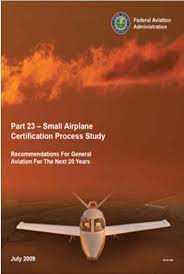 Federal Aviation
Administration
Part 23 – Small Airplane
Certification Process Study
Recommendations For General
Aviation For The Next 20 Years
July 2009